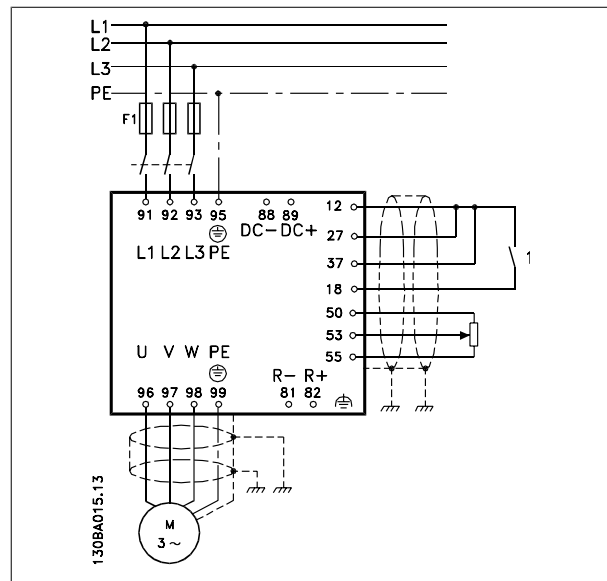 L1
L2
L3
PE
F1
91 92 93 95 88 89
DC- DC+
L1 L2 L3 PE
12
27
37
18
50
53
55
1
U V W PE
96 97 98 99
R- R+
81 82
M
3 ~
130BA015.13